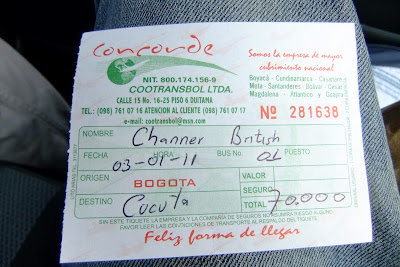 concorde
Somos la empresa de mayor
cubrimiento nacional
NIT. 800.174.156-9
COOTRANSBOL LTDA.
Boyacá - Cundinamarca - Casanare
Meta - Santanderes - Bolívar - Cesar
Magdalena - Atlántico y Guajira
CALLE 15 No. 16-25 PISO 6 DUITAMA
TEL.: (098) 761 07 16 ATENCION AL CLIENTE (098) 761 07 17
e-mail: cootransbol@msn.com
Nº 281638
NOMBRE Channer British
FECHA 03-01-11 HORA BUS No. 01 PUESTO
ORIGEN BOGOTA VALOR
SEGURO
DESTINO Cucuta TOTAL 70,000
SIN ESTE TIQUETE LA EMPRESA Y LA COMPAÑIA DE SEGUROS NO ASUMIRA RIESGO ALGUNO
FAVOR LEER LAS CONDICIONES DE TRANSPORTE AL RESPALDO DEL TIQUETE.
Feliz forma de llegar